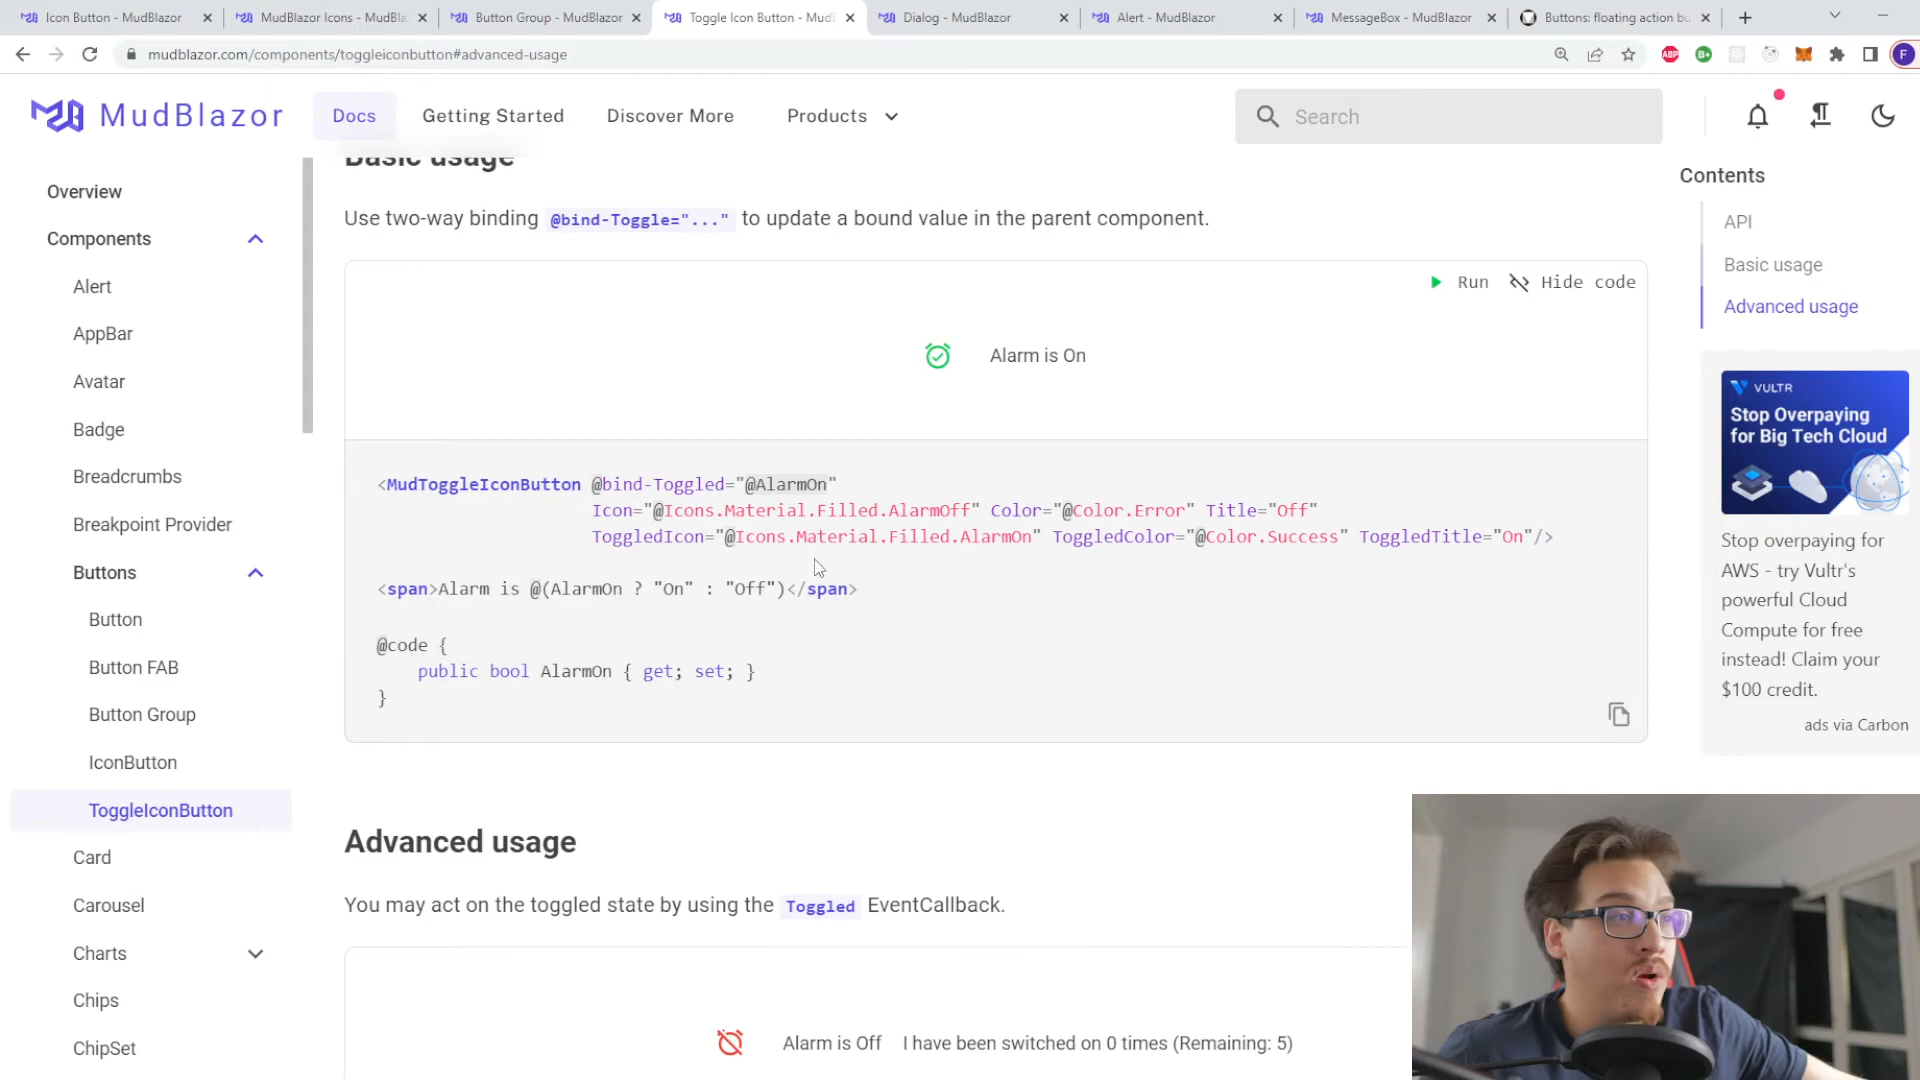 Icon Button - MudBlazor
MudBlazor Icons - MudBla
Button Group - MudBlazor
Toggle Icon Button - Mud
Dialog - MudBlazor
Alert - MudBlazor
MessageBox - MudBlazor
Buttons: floating action bu
mudblazor.com/components/toggleiconbutton#advanced-usage
ABP
B+
F
MudBlazor
Docs
Getting Started
Discover More
Products
Search
Overview
Components
Alert
AppBar
Avatar
Badge
Breadcrumbs
Breakpoint Provider
Buttons
Button
Button FAB
Button Group
IconButton
ToggleIconButton
Card
Carousel
Charts
Chips
ChipSet
Basic usage
Use two-way binding @bind-Toggle="..." to update a bound value in the parent component.
Run
Hide code
Alarm is On
<MudToggleIconButton @bind-Toggled="@AlarmOn"
Icon="@Icons.Material.Filled.AlarmOff" Color="@Color.Error" Title="Off"
ToggledIcon="@Icons.Material.Filled.AlarmOn" ToggledColor="@Color.Success" ToggledTitle="On"/>
<span>Alarm is @(AlarmOn ? "On" : "Off")</span>
@code {
public bool AlarmOn { get; set; }
}
Advanced usage
You may act on the toggled state by using the Toggled EventCallback.
Alarm is Off I have been switched on 0 times (Remaining: 5)
Contents
API
Basic usage
Advanced usage
VULTR
Stop Overpaying
for Big Tech Cloud
Stop overpaying for
AWS - try Vultr's
powerful Cloud
Compute for free
instead! Claim your
$100 credit.
ads via Carbon